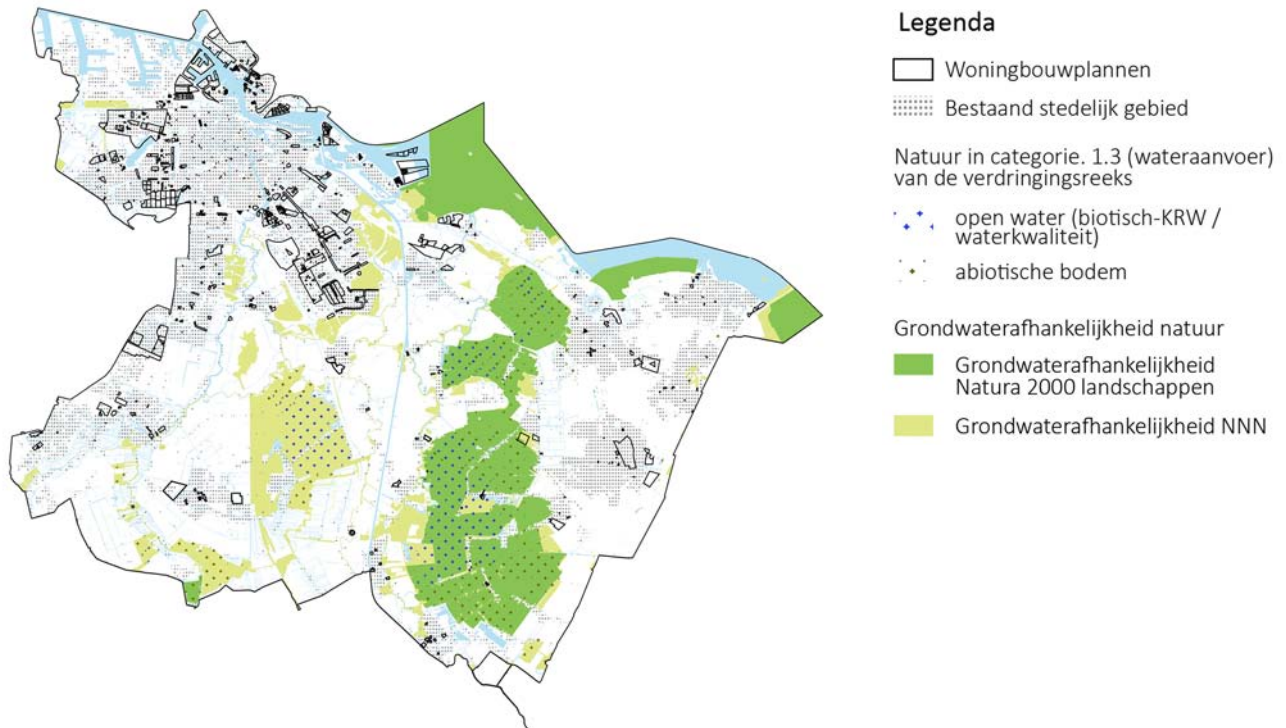 Legenda
Woningbouwplannen
Bestaand stedelijk gebied
Natuur in categorie. 1.3 (wateraanvoer)
van de verdringingsreeks
open water (biotisch-KRW /
waterkwaliteit)
abiotische bodem
Grondwaterafhankelijkheid natuur
Grondwaterafhankelijkheid
Natura 2000 landschappen
Grondwaterafhankelijkheid NNN